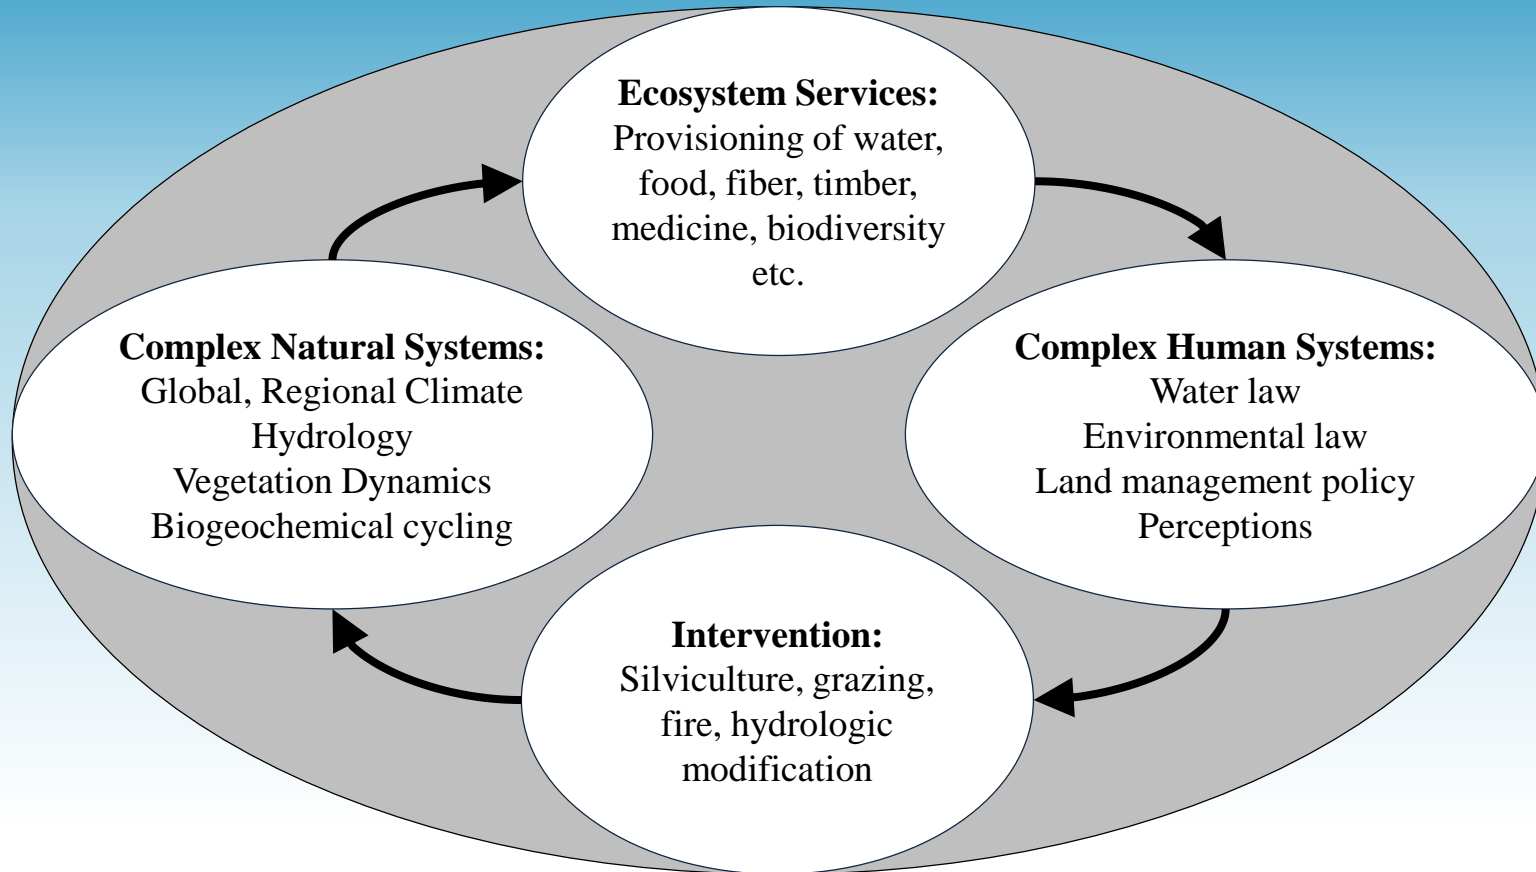 Ecosystem Services:
Provisioning of water,
food, fiber, timber,
medicine, biodiversity
etc.
Complex Natural Systems:
Global, Regional Climate
Hydrology
Vegetation Dynamics
Biogeochemical cycling
Complex Human Systems:
Water law
Environmental law
Land management policy
Perceptions
Intervention:
Silviculture, grazing,
fire, hydrologic
modification